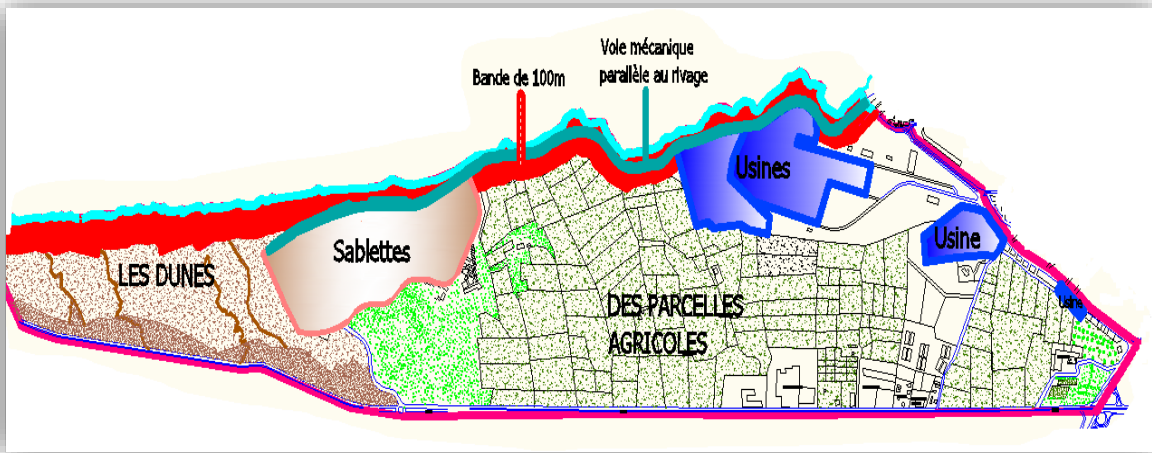 Voie mécanique
parallèle au rivage
Bande de 100m
Usines
Usine
Sablettes
LES DUNES
DES PARCELLES
AGRICOLES
Usine